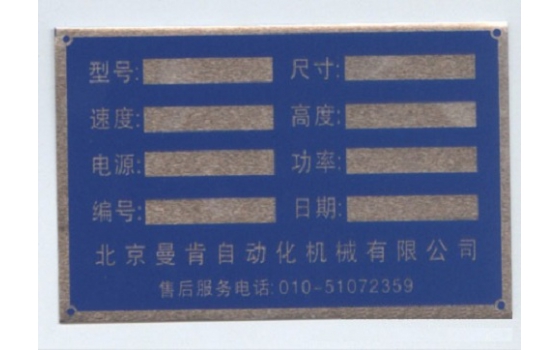 型号: 尺寸:
速度: 高度:
电源: 功率:
编号: 日期:
北京曼肯自动化机械有限公司
售后服务电话:010-51072359